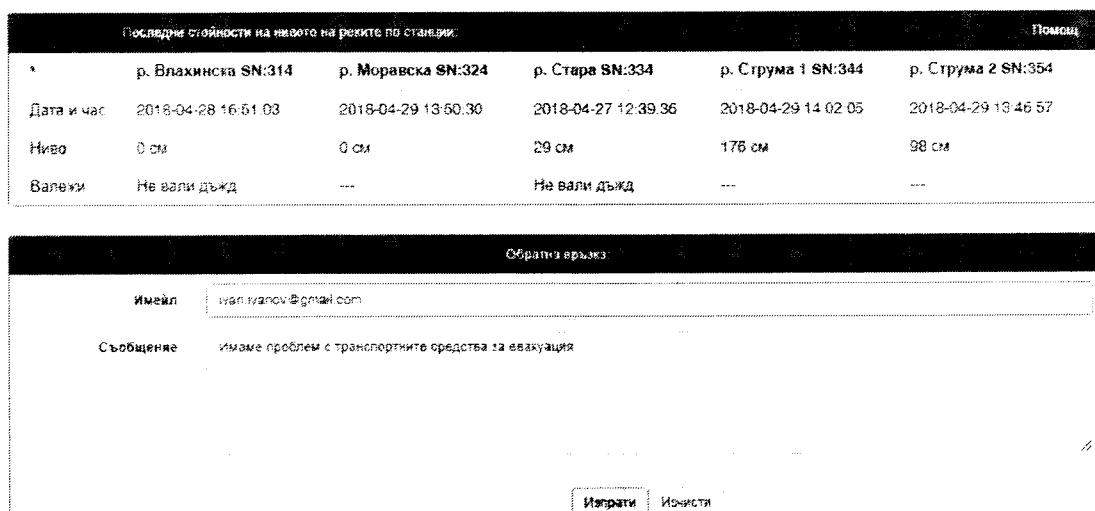 Последни стойности на нивото на реките по станции: Помощ
* р. Влахинска SN:314 р. Моравска SN:324 р. Стара SN:334 р. Струма 1 SN:344 р. Струма 2 SN:354
Дата и час 2018-04-28 16:51:03 2018-04-29 13:50:30 2018-04-27 12:39:36 2018-04-29 14:02:05 2018-04-29 13:46:57
Ниво 0 см 0 см 29 см 176 см 98 см
Валежи Не вали дъжд --- Не вали дъжд --- ---
Обратна връзка:
Имейл ivan.ivanov@gmail.com
Съобщение Имаме проблем с транспортните средства за евакуация
Изпрати Изчисти